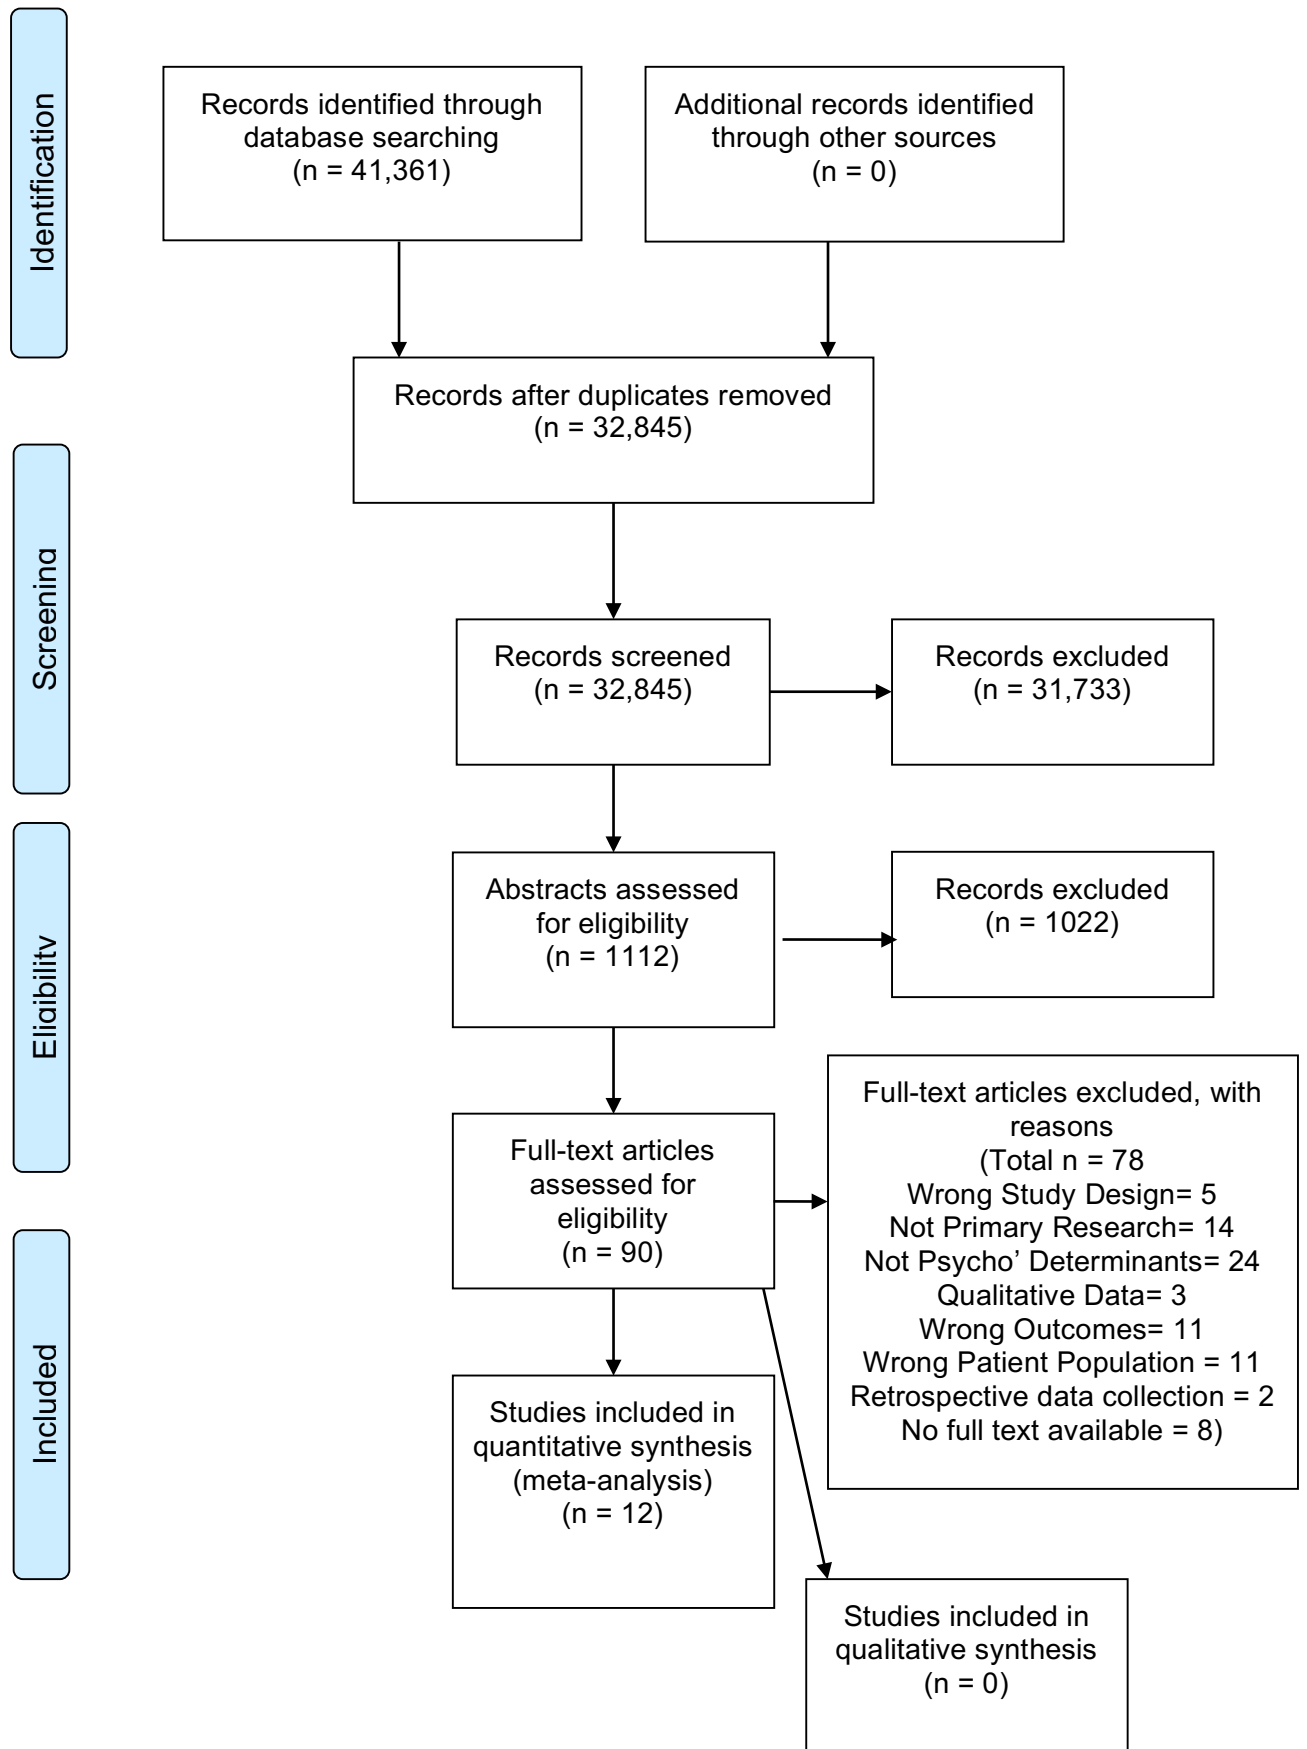 Identification
Records identified through
database searching
(n = 41,361)
Additional records identified
through other sources
(n = 0)
Records after duplicates removed
(n = 32,845)
Screening
Records screened
(n = 32,845)
Records excluded
(n = 31,733)
Eligibility
Abstracts assessed
for eligibility
(n = 1112)
Records excluded
(n = 1022)
Full-text articles
assessed for
eligibility
(n = 90)
Full-text articles excluded, with
reasons
(Total n = 78
Wrong Study Design= 5
Not Primary Research= 14
Not Psycho’ Determinants= 24
Qualitative Data= 3
Wrong Outcomes= 11
Wrong Patient Population = 11
Retrospective data collection = 2
No full text available = 8)
Included
Studies included in
quantitative synthesis
(meta-analysis)
(n = 12)
Studies included in
qualitative synthesis
(n = 0)